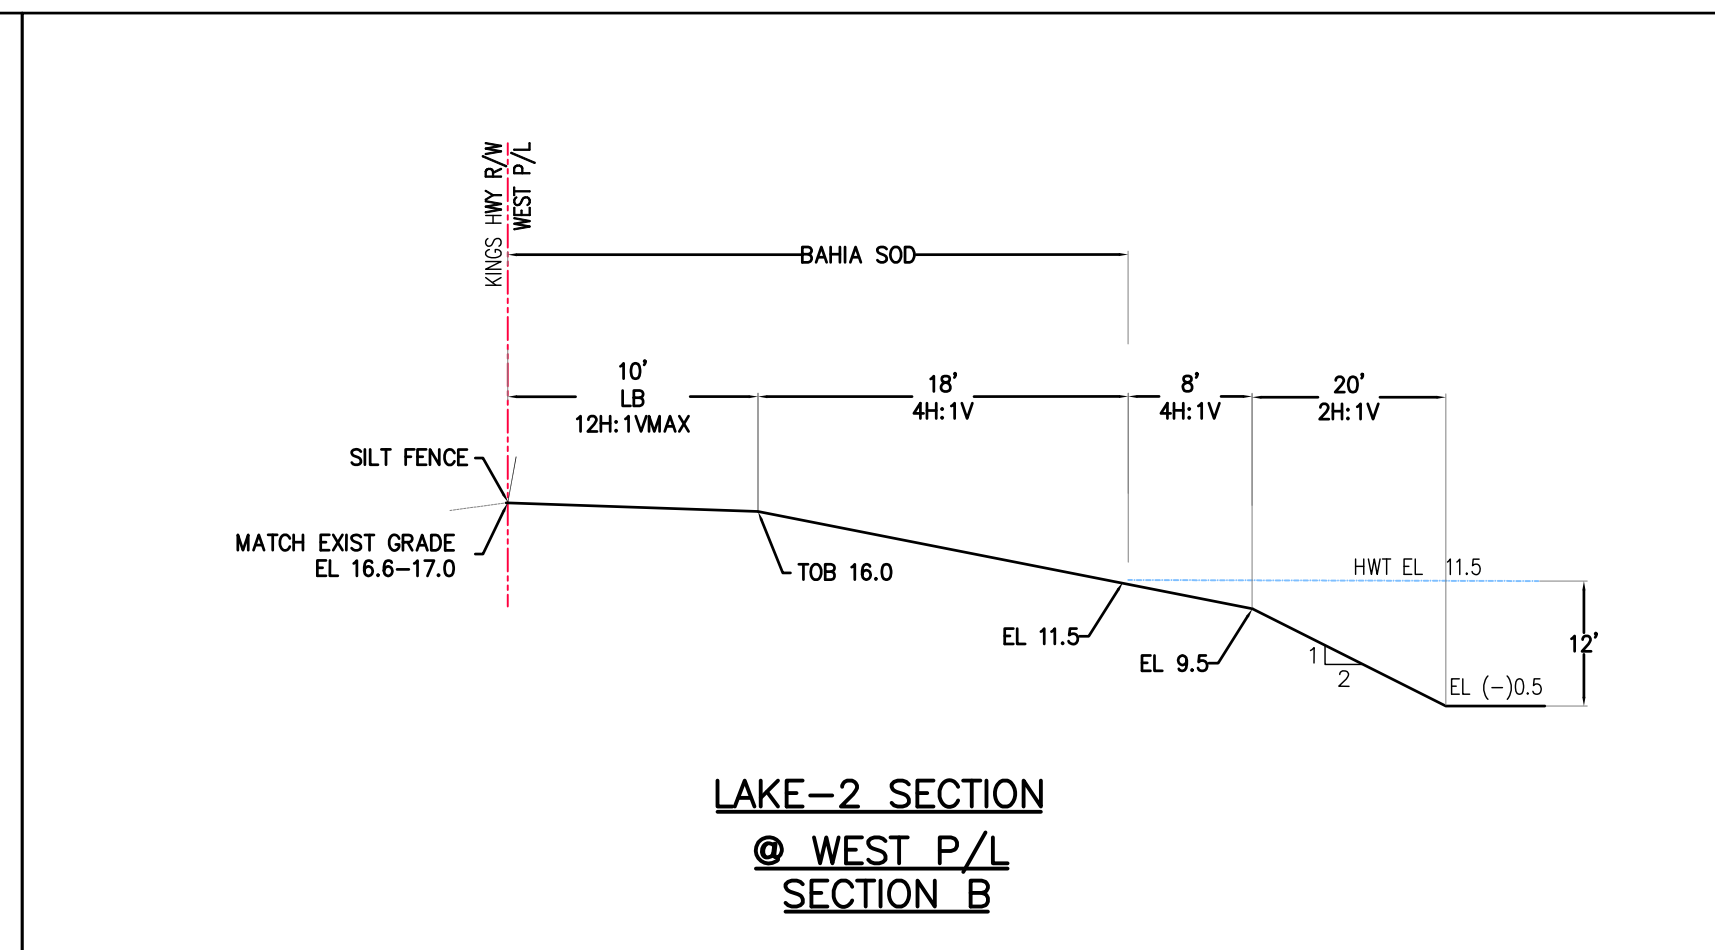 KINGS HWY R/W
WEST P/L
BAHIA SOD
10'
LB
12H:1VMAX
18'
4H:1V
8'
4H:1V
20'
2H:1V
SILT FENCE
MATCH EXIST GRADE
EL 16.6-17.0
TOB 16.0
HWT EL 11.5
EL 11.5
EL 9.5
1
2
12'
EL (-)0.5
LAKE-2 SECTION
@ WEST P/L
SECTION B